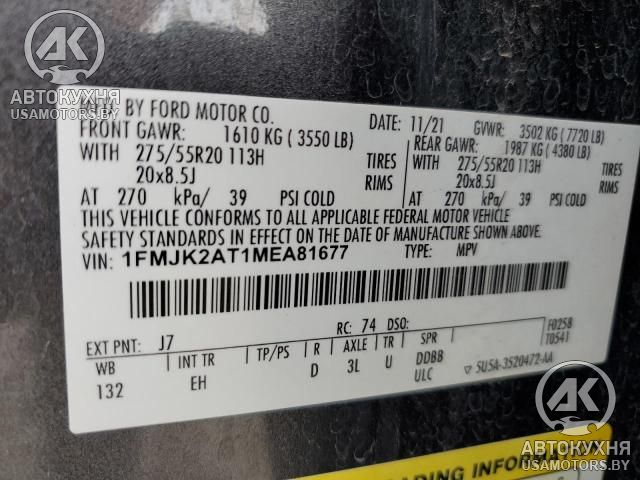 AK
АВТОКУХНЯ
USAMOTORS.BY
MFD. BY FORD MOTOR CO.
DATE: 11/21 GVWR: 3502 KG (7720 LB)
FRONT GAWR: 1610 KG (3550 LB)
REAR GAWR: 1987 KG (4380 LB)
WITH 275/55R20 113H TIRES
WITH 275/55R20 113H TIRES
20x8.5J RIMS
20x8.5J RIMS
AT 270 kPa/ 39 PSI COLD
AT 270 kPa/ 39 PSI COLD
THIS VEHICLE CONFORMS TO ALL APPLICABLE FEDERAL MOTOR VEHICLE
SAFETY STANDARDS IN EFFECT ON THE DATE OF MANUFACTURE SHOWN ABOVE.
VIN: 1FMJK2AT1MEA81677
TYPE: MPV
F0258
T0541
EXT PNT: J7 RC: 74 DSO:
WB INT TR TP/PS R AXLE TR SPR
132 EH D 3L U DDBB
ULC
▽ 5U5A-3520472-AA
AK
АВТОКУХНЯ
USAMOTORS.BY